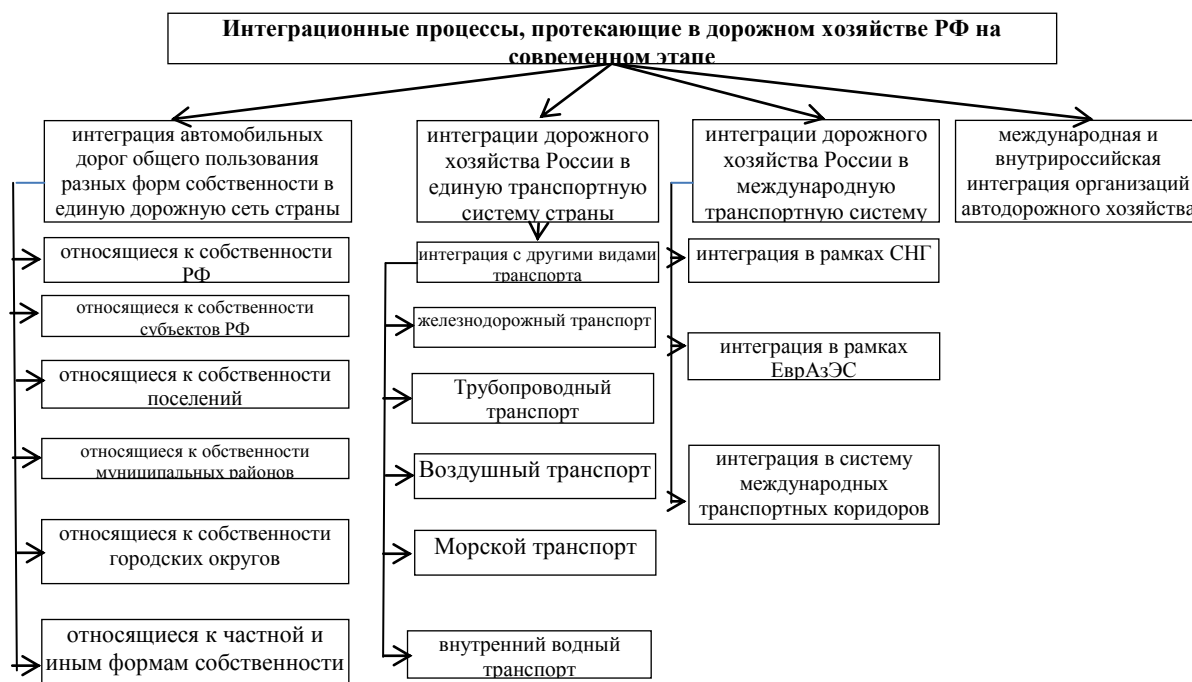 Интеграционные процессы, протекающие в дорожном хозяйстве РФ на
современном этапе
интеграция автомобильных
дорог общего пользования
разных форм собственности в
единую дорожную сеть страны
относящиеся к собственности
РФ
относящиеся к собственности
субъектов РФ
относящиеся к собственности
поселений
относящиеся к обственности
муниципальных районов
относящиеся к собственности
городских округов
относящиеся к частной и
иным формам собственности
интеграции дорожного
хозяйства России в
единую транспортную
систему страны
интеграция с другими видами
транспорта
железнодорожный транспорт
Трубопроводный
транспорт
Воздушный транспорт
Морской транспорт
внутренний водный
транспорт
интеграции дорожного
хозяйства России в
международную
транспортную систему
интеграция в рамках СНГ
интеграция в рамках
ЕврАзЭС
интеграция в систему
международных
транспортных коридоров
международная и
внутрироссийская
интеграция организаций
автодорожного хозяйства